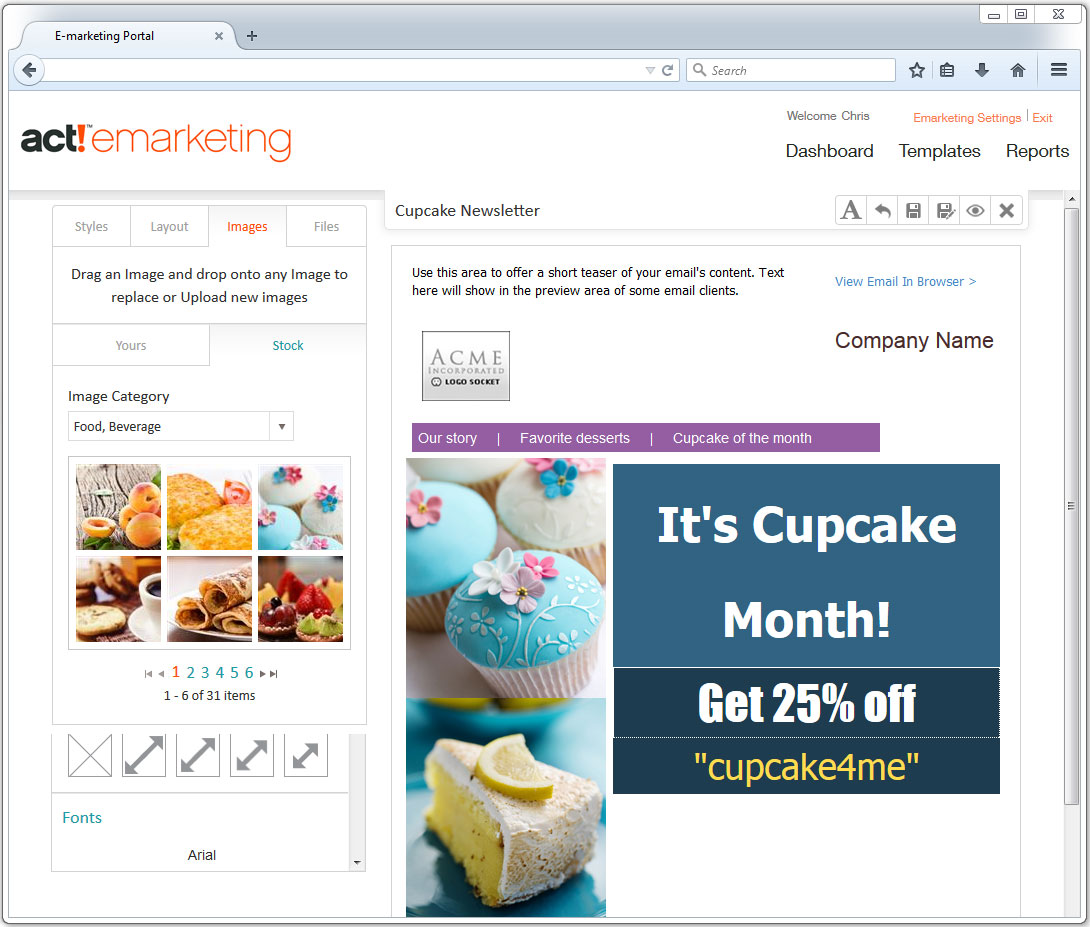 E-marketing Portal
Search
act!™emarketing
Welcome Chris
Emarketing Settings | Exit
Dashboard Templates Reports
Styles Layout Images Files
Drag an Image and drop onto any Image to
replace or Upload new images
Yours Stock
Image Category
Food, Beverage
1 2 3 4 5 6
1 - 6 of 31 items
Fonts
Arial
Cupcake Newsletter
A
Use this area to offer a short teaser of your email's content. Text
here will show in the preview area of some email clients.
View Email In Browser >
ACME
INCORPORATED
LOGO SOCKET
Company Name
Our story | Favorite desserts | Cupcake of the month
It's Cupcake
Month!
Get 25% off
"cupcake4me"